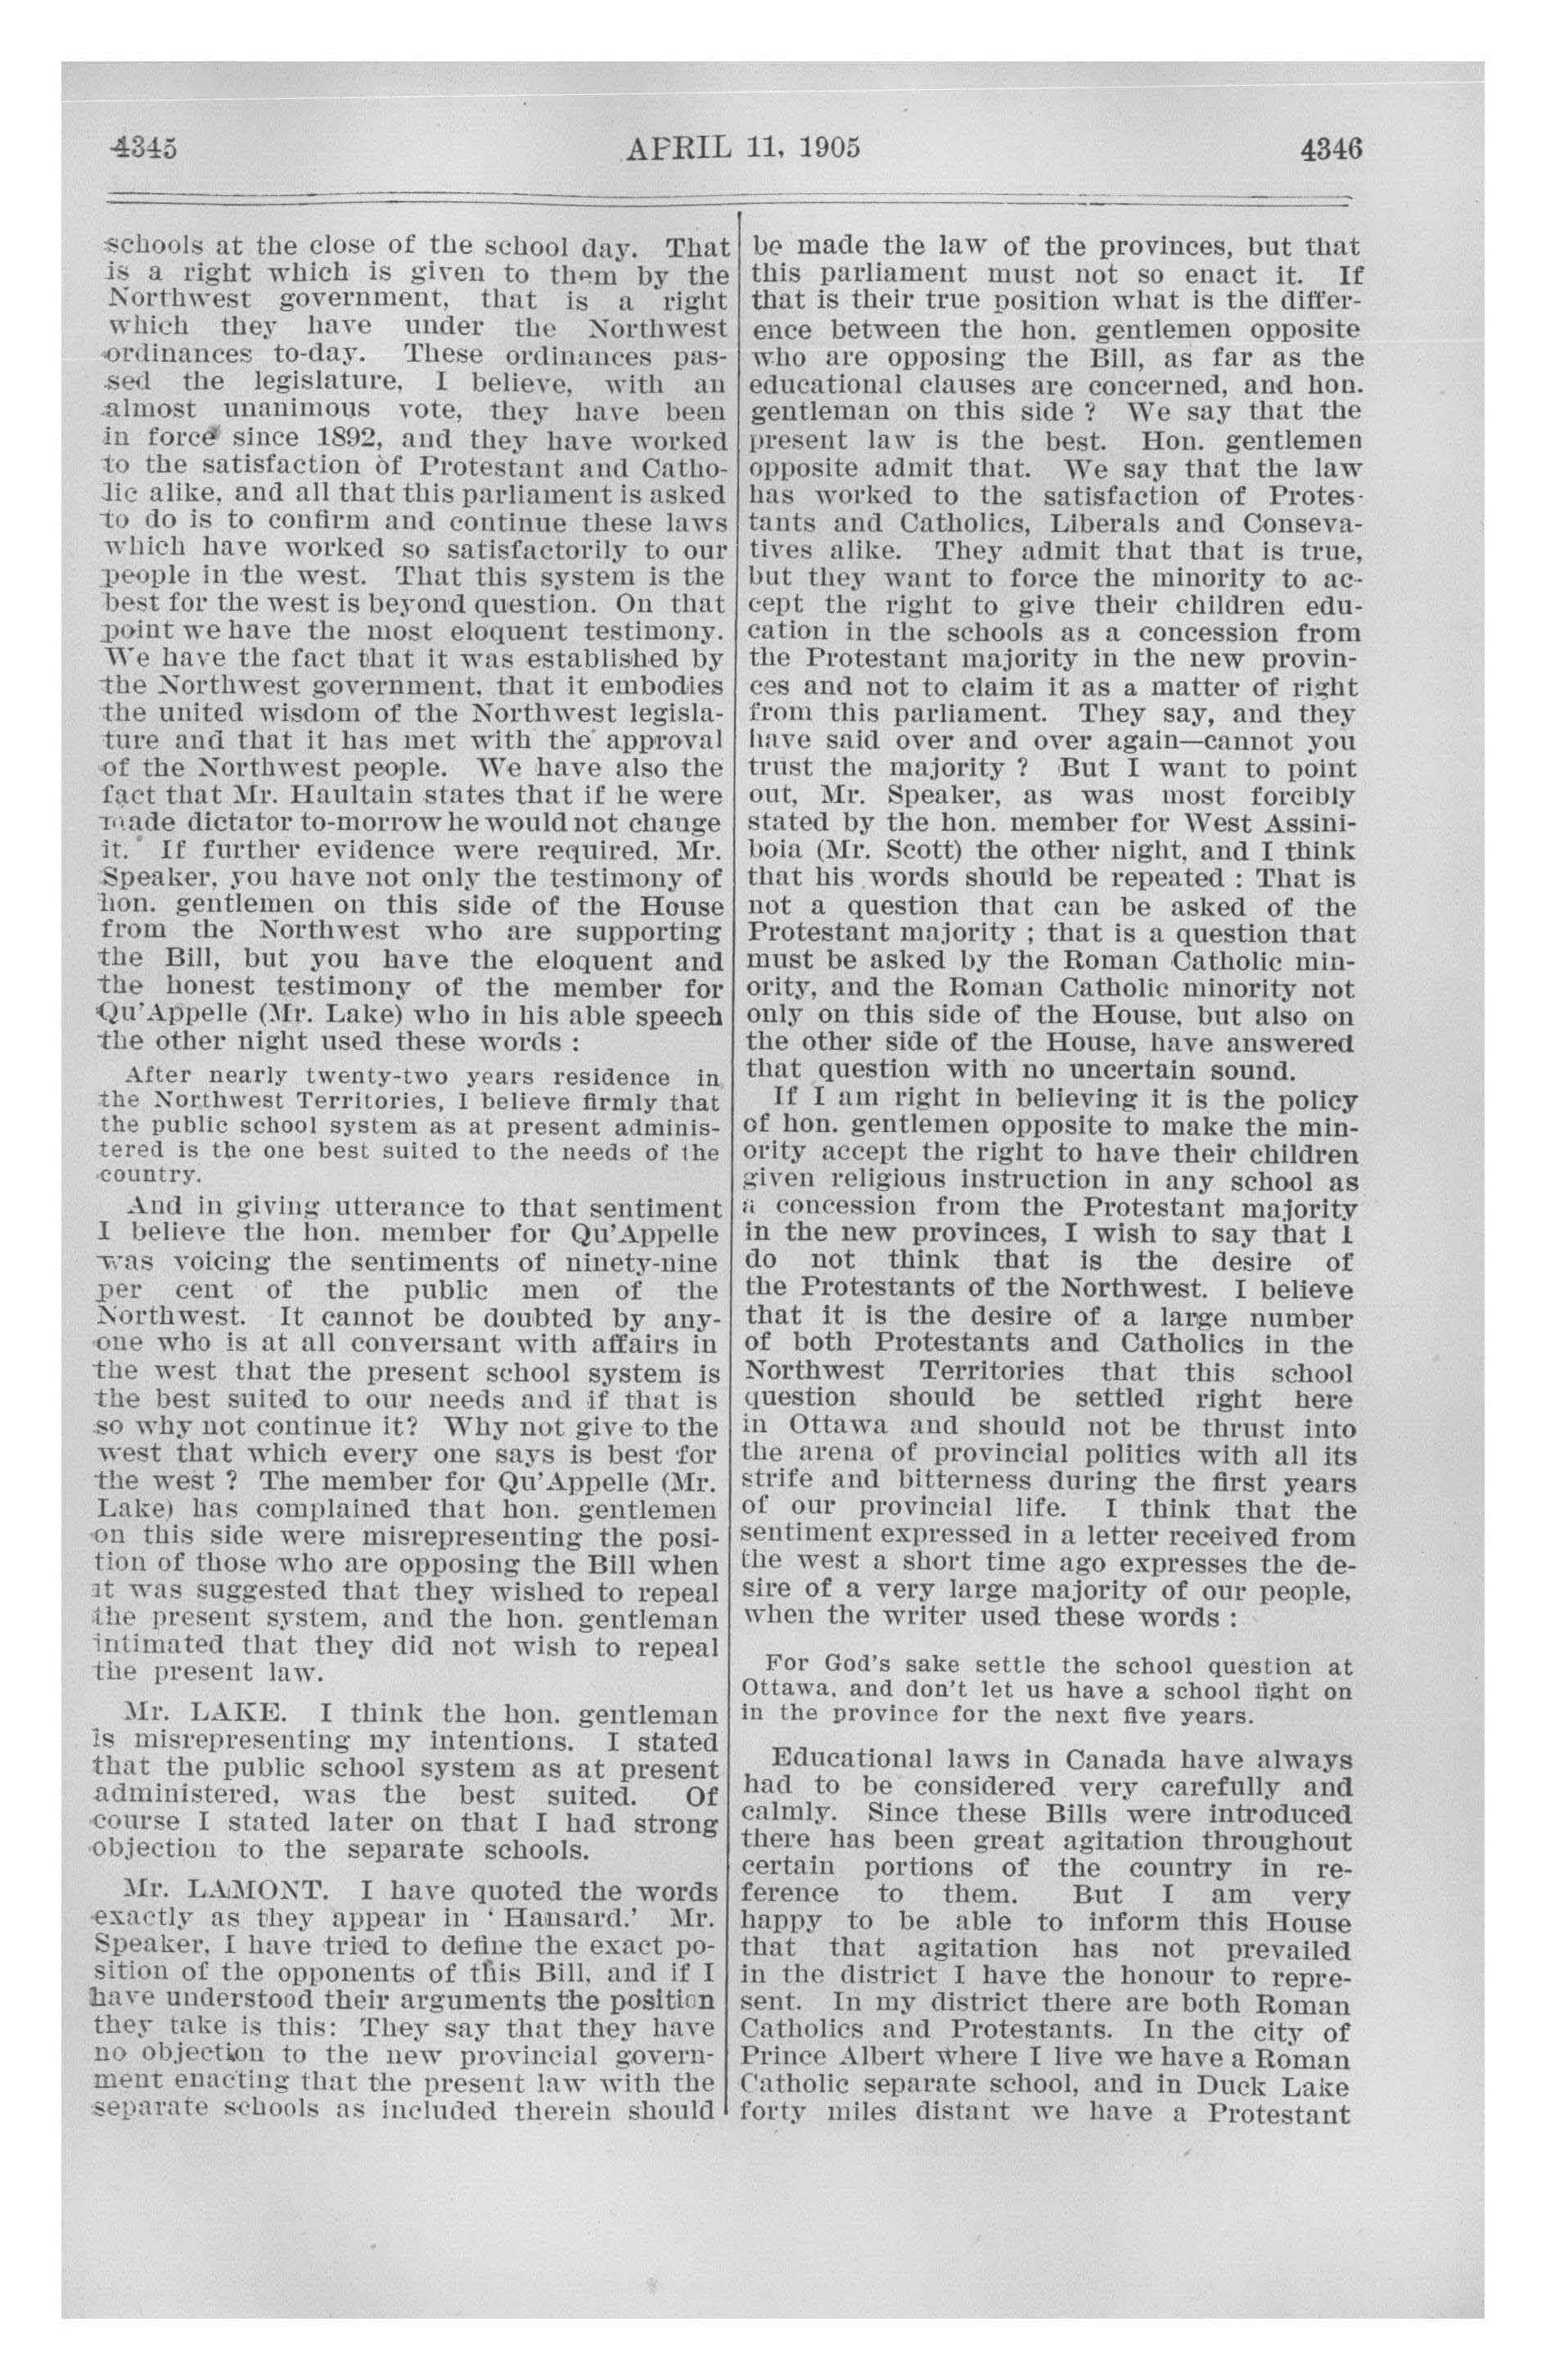 4345
APRIL 11, 1905
4346
schools at the close of the school day. That
is a right which is given to them by the
Northwest government, that is a right
which they have under the Northwest
ordinances to-day. These ordinances pas-
sed the legislature, I believe, with an
almost unanimous vote, they have been
in force since 1892, and they have worked
to the satisfaction of Protestant and Catho-
lic alike, and all that this parliament is asked
to do is to confirm and continue these laws
which have worked so satisfactorily to our
people in the west. That this system is the
best for the west is beyond question. On that
point we have the most eloquent testimony.
We have the fact that it was established by
the Northwest government, that it embodies
the united wisdom of the Northwest legisla-
ture and that it has met with the approval
of the Northwest people. We have also the
fact that Mr. Haultain states that if he were
made dictator to-morrow he would not change
it. If further evidence were required, Mr.
Speaker, you have not only the testimony of
hon. gentlemen on this side of the House
from the Northwest who are supporting
the Bill, but you have the eloquent and
the honest testimony of the member for
Qu'Appelle (Mr. Lake) who in his able speech
the other night used these words :
After nearly twenty-two years residence in
the Northwest Territories, I believe firmly that
the public school system as at present adminis-
tered is the one best suited to the needs of the
country.
And in giving utterance to that sentiment
I believe the hon. member for Qu'Appelle
was voicing the sentiments of ninety-nine
per cent of the public men of the
Northwest. It cannot be doubted by any-
one who is at all conversant with affairs in
the west that the present school system is
the best suited to our needs and if that is
so why not continue it? Why not give to the
west that which every one says is best for
the west ? The member for Qu'Appelle (Mr.
Lake) has complained that hon. gentlemen
on this side were misrepresenting the posi-
tion of those who are opposing the Bill when
it was suggested that they wished to repeal
the present system, and the hon. gentleman
intimated that they did not wish to repeal
the present law.
Mr. LAKE. I think the hon. gentleman
is misrepresenting my intentions. I stated
that the public school system as at present
administered, was the best suited. Of
course I stated later on that I had strong
objection to the separate schools.
Mr. LAMONT. I have quoted the words
exactly as they appear in ' Hansard.' Mr.
Speaker, I have tried to define the exact po-
sition of the opponents of this Bill, and if I
have understood their arguments the position
they take is this: They say that they have
no objection to the new provincial govern-
ment enacting that the present law with the
separate schools as included therein should
be made the law of the provinces, but that
this parliament must not so enact it. If
that is their true position what is the differ-
ence between the hon. gentlemen opposite
who are opposing the Bill, as far as the
educational clauses are concerned, and hon.
gentleman on this side ? We say that the
present law is the best. Hon. gentlemen
opposite admit that. We say that the law
has worked to the satisfaction of Protes-
tants and Catholics, Liberals and Conseva-
tives alike. They admit that that is true,
but they want to force the minority to ac-
cept the right to give their children edu-
cation in the schools as a concession from
the Protestant majority in the new provin-
ces and not to claim it as a matter of right
from this parliament. They say, and they
have said over and over again—cannot you
trust the majority ? But I want to point
out, Mr. Speaker, as was most forcibly
stated by the hon. member for West Assini-
boia (Mr. Scott) the other night, and I think
that his words should be repeated : That is
not a question that can be asked of the
Protestant majority ; that is a question that
must be asked by the Roman Catholic min-
ority, and the Roman Catholic minority not
only on this side of the House, but also on
the other side of the House, have answered
that question with no uncertain sound.
If I am right in believing it is the policy
of hon. gentlemen opposite to make the min-
ority accept the right to have their children
given religious instruction in any school as
a concession from the Protestant majority
in the new provinces, I wish to say that I
do not think that is the desire of
the Protestants of the Northwest. I believe
that it is the desire of a large number
of both Protestants and Catholics in the
Northwest Territories that this school
question should be settled right here
in Ottawa and should not be thrust into
the arena of provincial politics with all its
strife and bitterness during the first years
of our provincial life. I think that the
sentiment expressed in a letter received from
the west a short time ago expresses the de-
sire of a very large majority of our people,
when the writer used these words :
For God's sake settle the school question at
Ottawa, and don't let us have a school fight on
in the province for the next five years.
Educational laws in Canada have always
had to be considered very carefully and
calmly. Since these Bills were introduced
there has been great agitation throughout
certain portions of the country in re-
ference to them. But I am very
happy to be able to inform this House
that that agitation has not prevailed
in the district I have the honour to repre-
sent. In my district there are both Roman
Catholics and Protestants. In the city of
Prince Albert where I live we have a Roman
Catholic separate school, and in Duck Lake
forty miles distant we have a Protestant